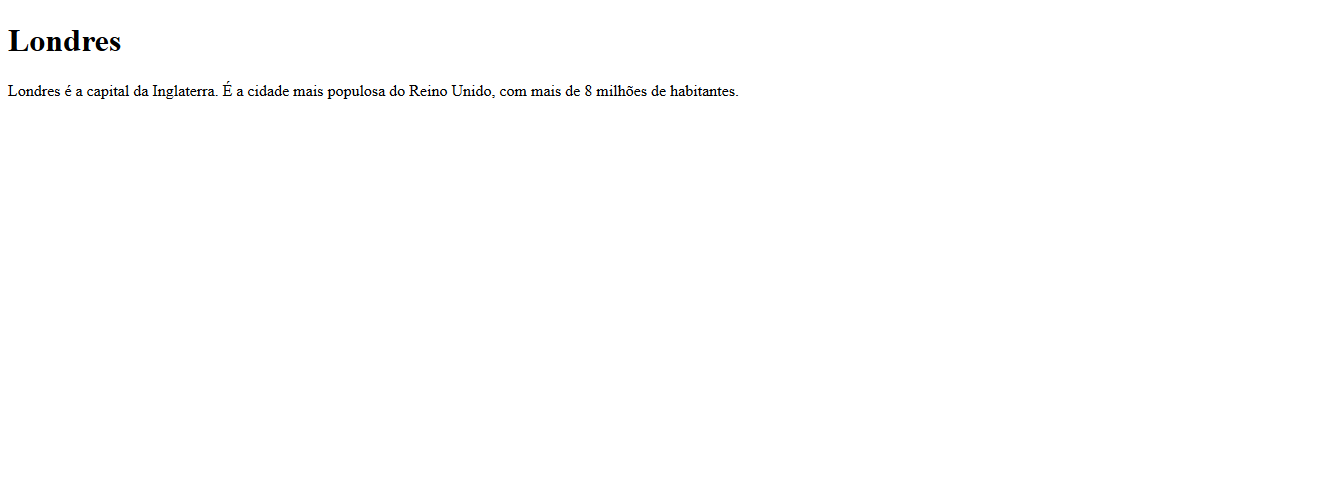 Londres
Londres é a capital da Inglaterra. É a cidade mais populosa do Reino Unido, com mais de 8 milhões de habitantes.